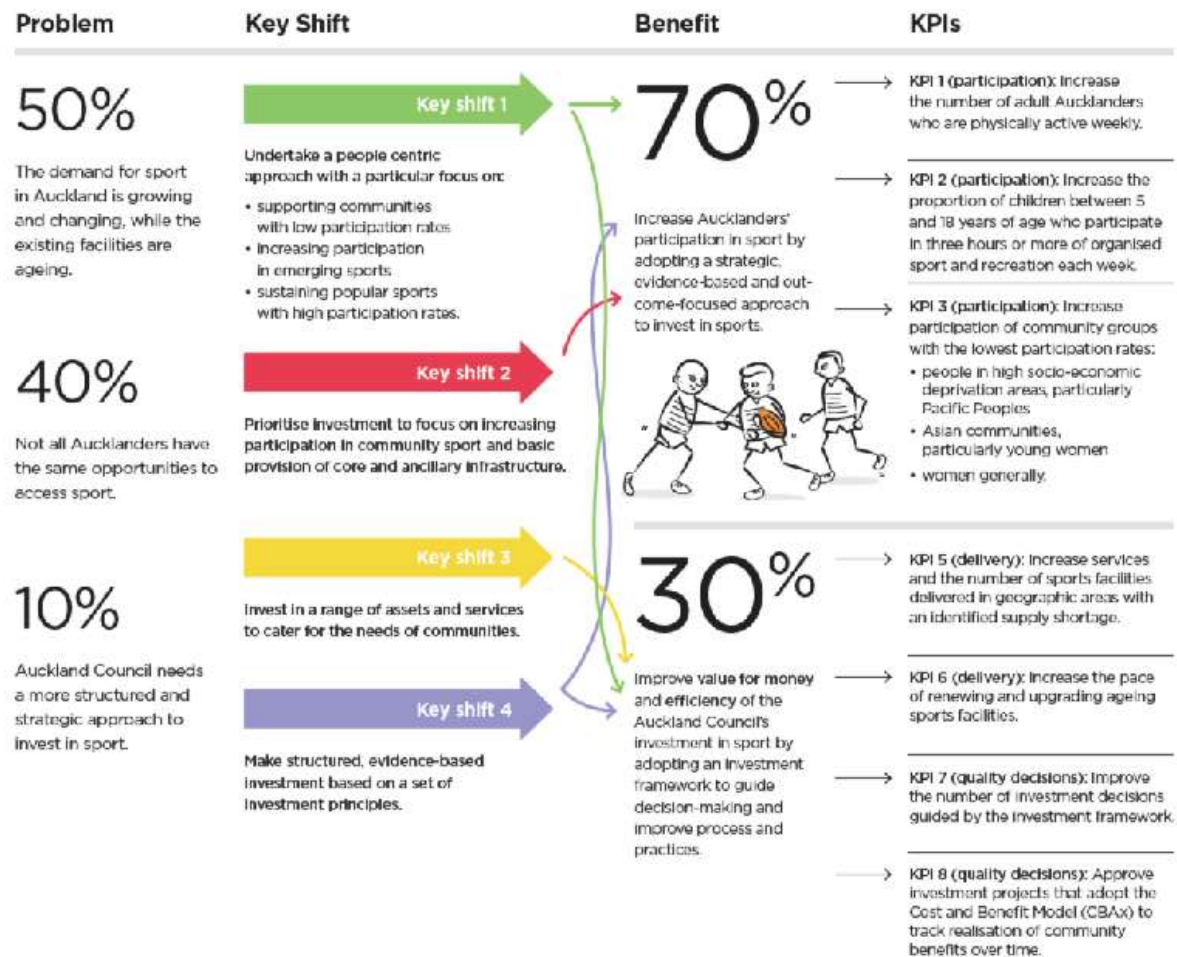 Problem
Key Shift
Benefit
KPIs
50%
The demand for sport
in Auckland is growing
and changing, while the
existing facilities are
ageing.
40%
Not all Aucklanders have
the same opportunities to
access sport.
10%
Auckland Council needs
a more structured and
strategic approach to
invest in sport.
Key shift 1
Undertake a people centric
approach with a particular focus on:
• supporting communities
with low participation rates
• increasing participation
in emerging sports
• sustaining popular sports
with high participation rates.
Key shift 2
Prioritise investment to focus on increasing
participation in community sport and basic
provision of core and ancillary infrastructure.
Key shift 3
Invest in a range of assets and services
to cater for the needs of communities.
Key shift 4
Make structured, evidence-based
investment based on a set of
investment principles.
70%
Increase Aucklanders'
participation in sport by
adopting a strategic,
evidence-based and out-
come-focused approach
to invest in sports.
30%
Improve value for money
and efficiency of the
Auckland Council's
investment in sport by
adopting an investment
framework to guide
decision-making and
improve process and
practices.
KPI 1 (participation): Increase
the number of adult Aucklanders
who are physically active weekly.
KPI 2 (participation): Increase the
proportion of children between 5
and 18 years of age who participate
in three hours or more of organised
sport and recreation each week.
KPI 3 (participation): Increase
participation of community groups
with the lowest participation rates:
• people in high socio-economic
deprivation areas, particularly
Pacific Peoples
• Asian communities,
particularly young women
• women generally.
KPI 5 (delivery): Increase services
and the number of sports facilities
delivered in geographic areas with
an identified supply shortage.
KPI 6 (delivery): Increase the pace
of renewing and upgrading ageing
sports facilities.
KPI 7 (quality decisions): Improve
the number of investment decisions
guided by the investment framework.
KPI 8 (quality decisions): Approve
investment projects that adopt the
Cost and Benefit Model (CBAx) to
track realisation of community
benefits over time.